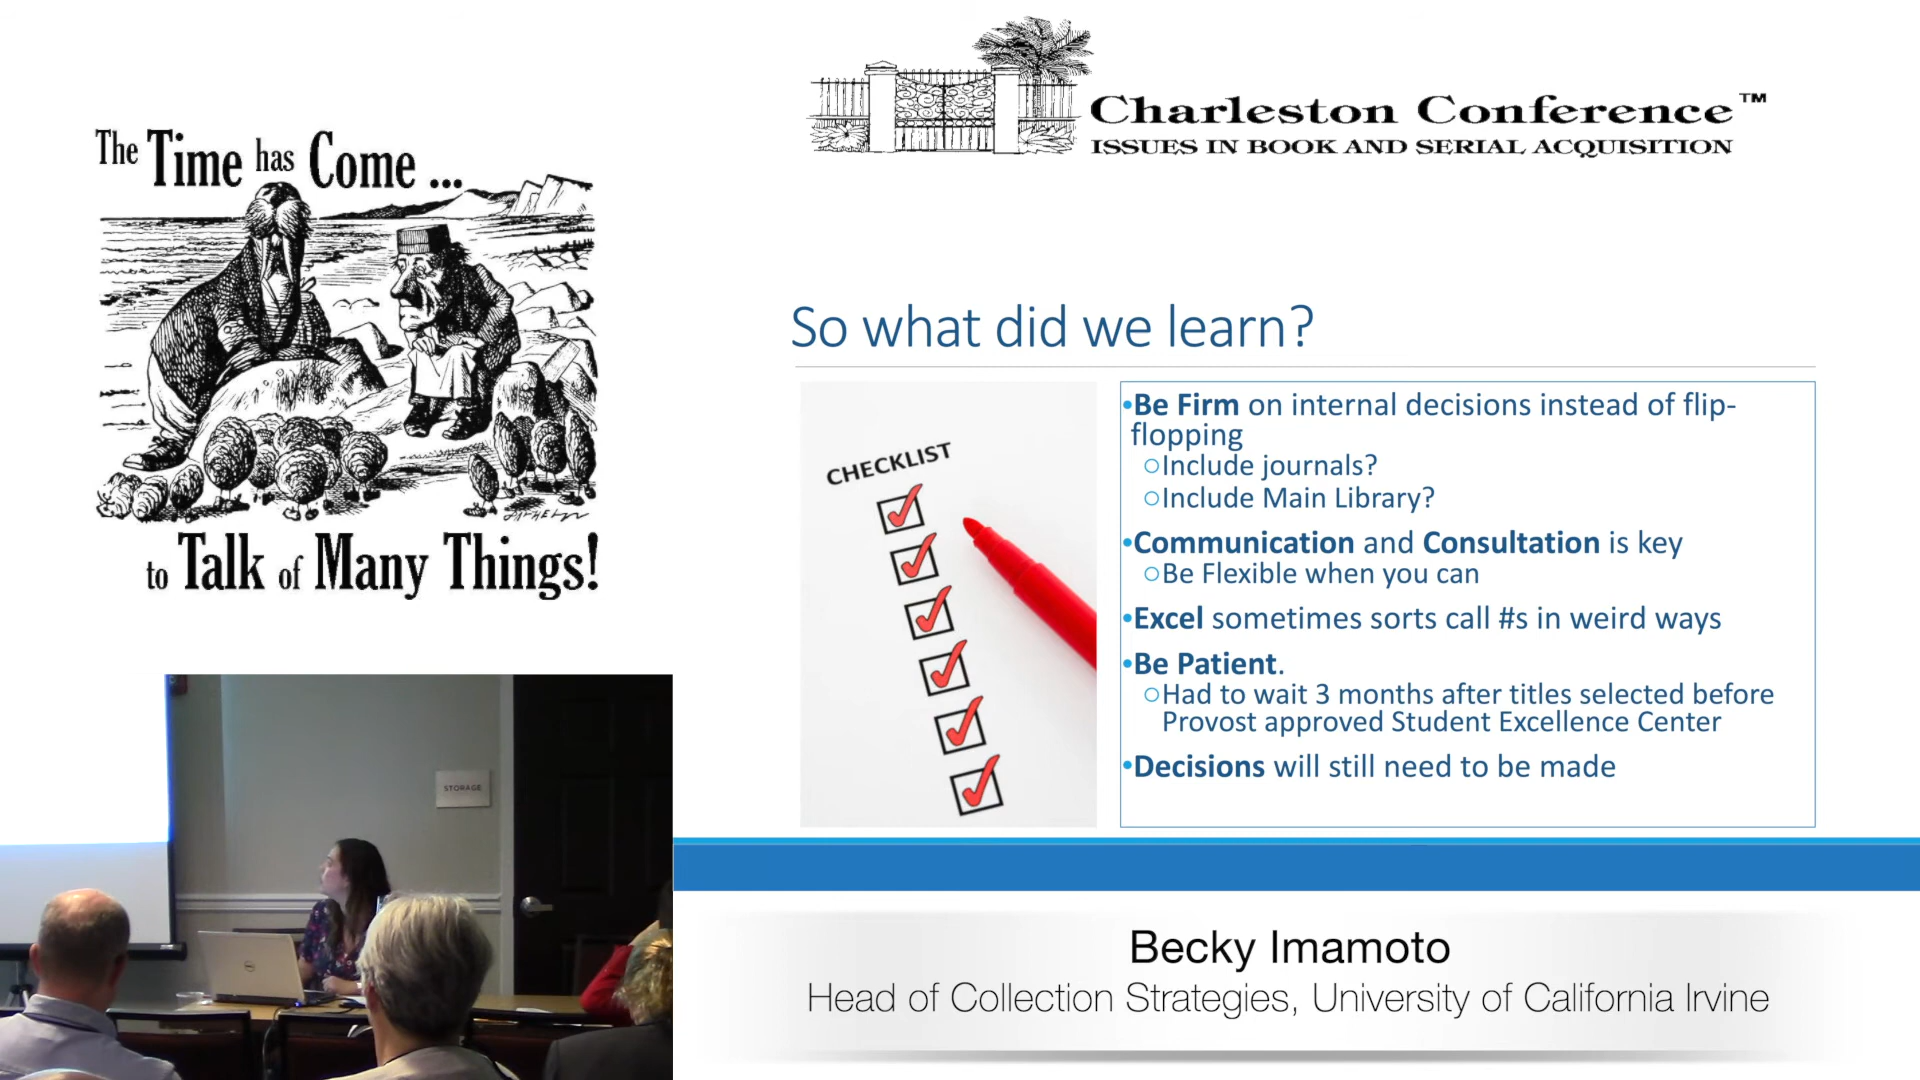 The Time has Come ...
to Talk of Many Things!
Charleston Conference™
ISSUES IN BOOK AND SERIAL ACQUISITION
So what did we learn?
CHECKLIST
•Be Firm on internal decisions instead of flip-
flopping
○Include journals?
○Include Main Library?
•Communication and Consultation is key
○Be Flexible when you can
•Excel sometimes sorts call #s in weird ways
•Be Patient.
○Had to wait 3 months after titles selected before
Provost approved Student Excellence Center
•Decisions will still need to be made
STORAGE
Becky Imamoto
Head of Collection Strategies, University of California Irvine